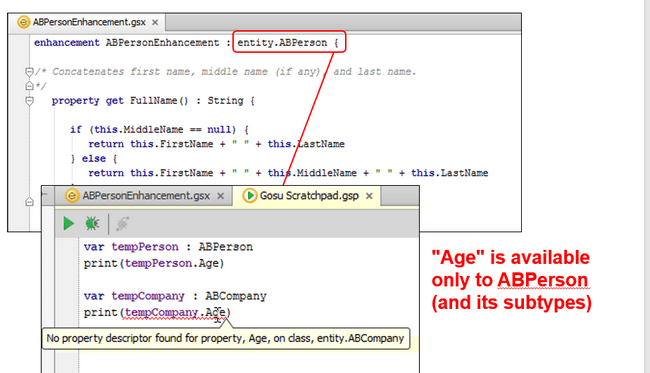 ABPersonEnhancement.gsx ×
enhancement ABPersonEnhancement : entity.ABPerson {
/* Concatenates first name, middle name (if any), and last name.
*/
property get FullName() : String {
if (this.MiddleName == null) {
return this.FirstName + " " + this.LastName
} else {
return this.FirstName + " " + this.MiddleName + " " + this.LastName
ABPersonEnhancement.gsx × Gosu Scratchpad.gsp ×
var tempPerson : ABPerson
print(tempPerson.Age)
var tempCompany : ABCompany
print(tempCompany.Age)
No property descriptor found for property, Age, on class, entity.ABCompany
"Age" is available
only to ABPerson
(and its subtypes)